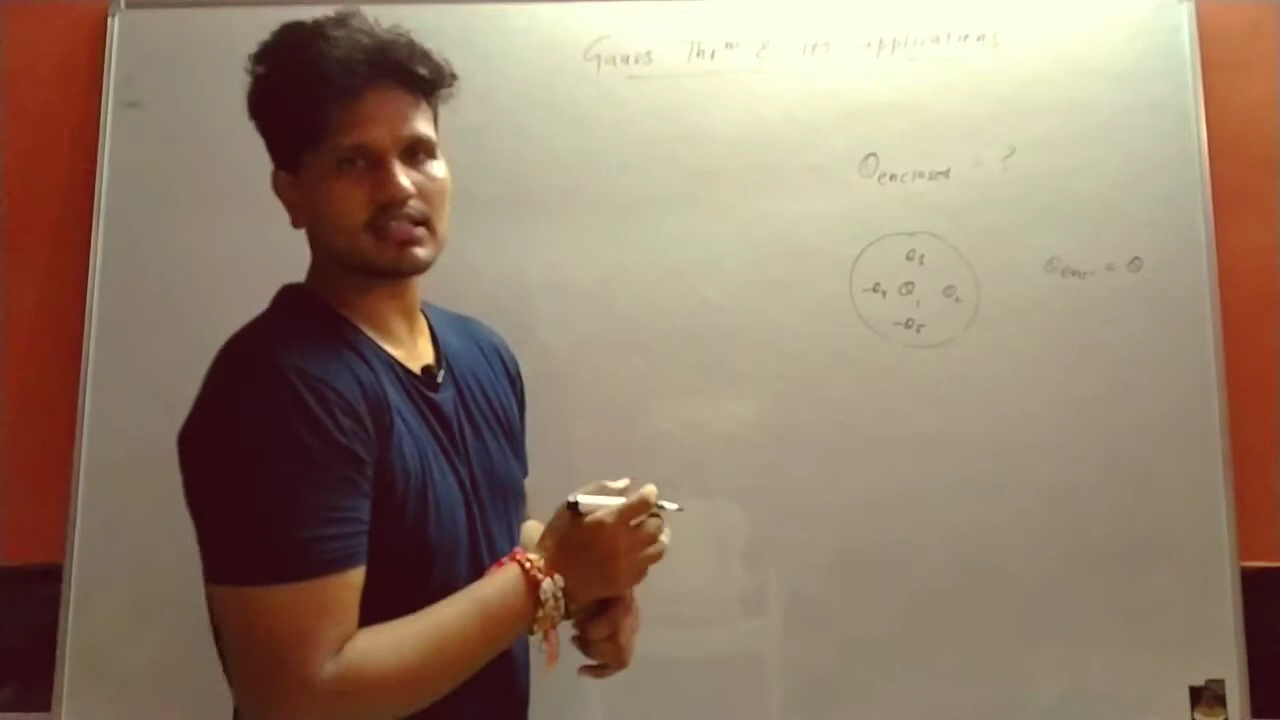 Gauss Thrᵐ & its applications
Qenclosed = ?
Q₃
-Q₄ Q₁ Q₂
-Q₅
Qenc = Q